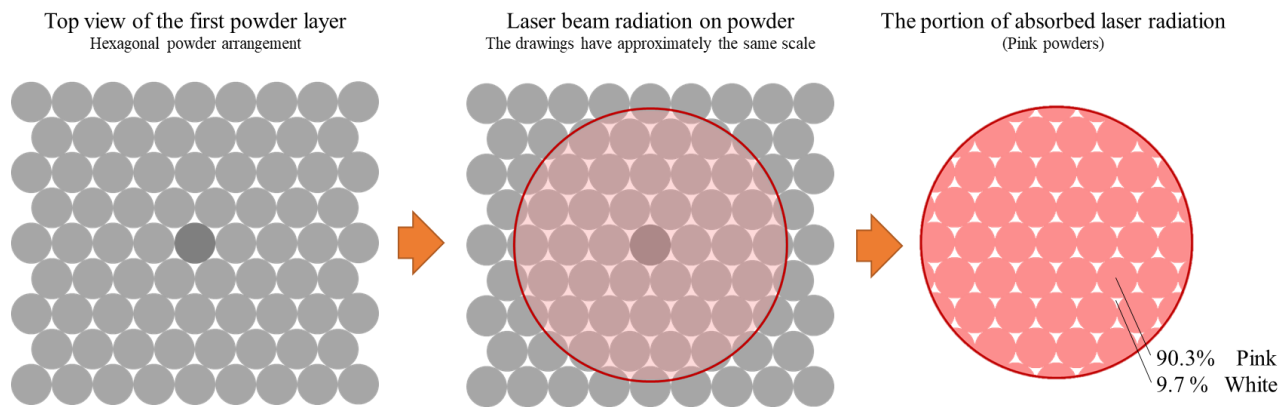 Top view of the first powder layer
Hexagonal powder arrangement
Laser beam radiation on powder
The drawings have approximately the same scale
The portion of absorbed laser radiation
(Pink powders)
90.3% Pink
9.7 % White